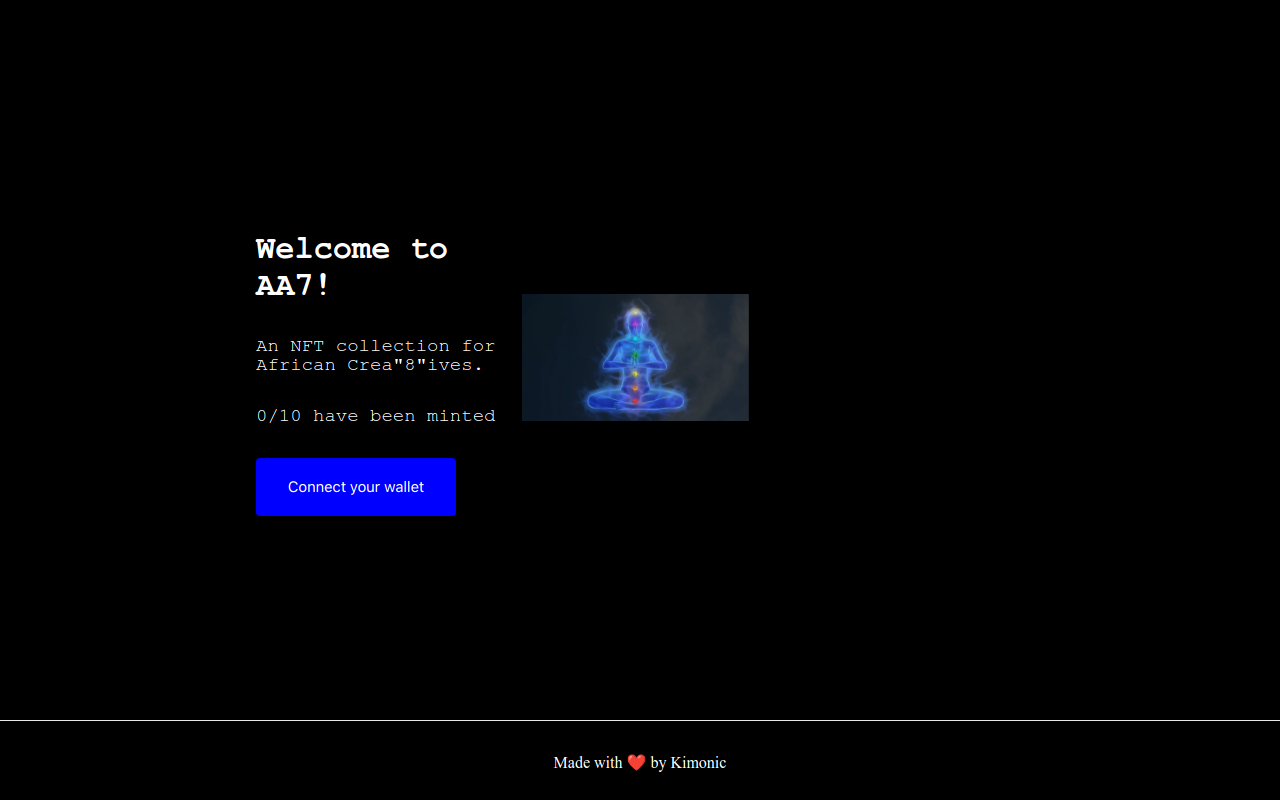 Welcome to
AA7!
An NFT collection for
African Crea"8"ives.
0/10 have been minted
Connect your wallet
Made with ❤️ by Kimonic